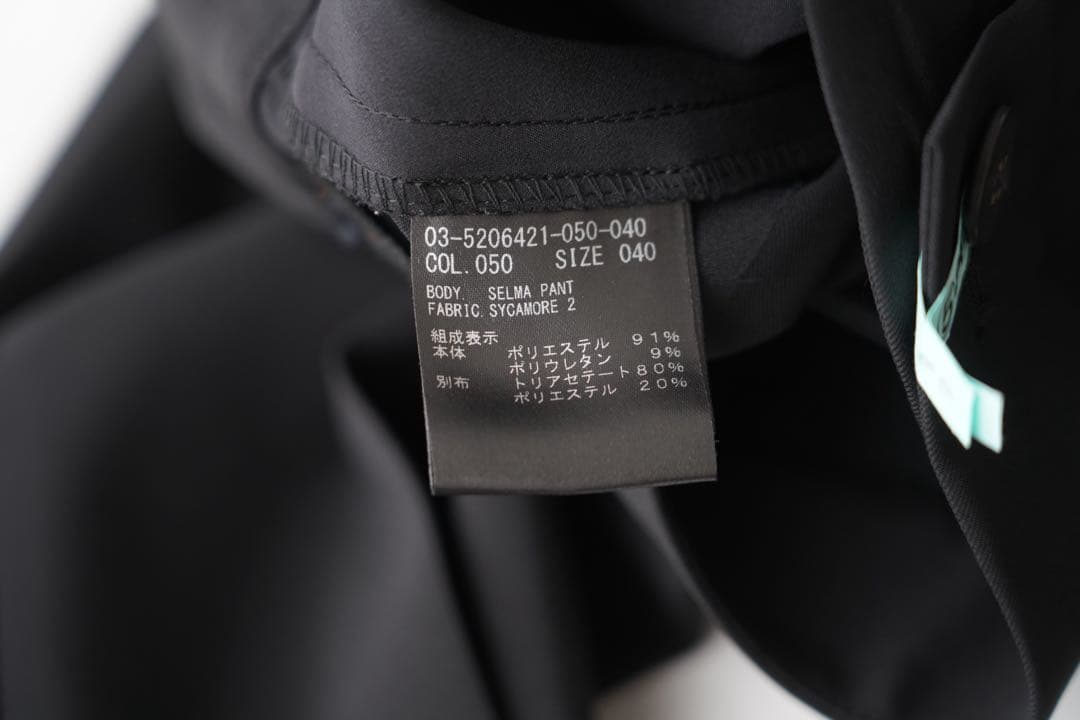 03-5206421-050-040
COL.050 SIZE 040
BODY. SELMA PANT
FABRIC.SYCAMORE 2
組成表示
本体 ポリエステル 91%
ポリウレタン 9%
別布 トリアセテート80%
ポリエステル 20%